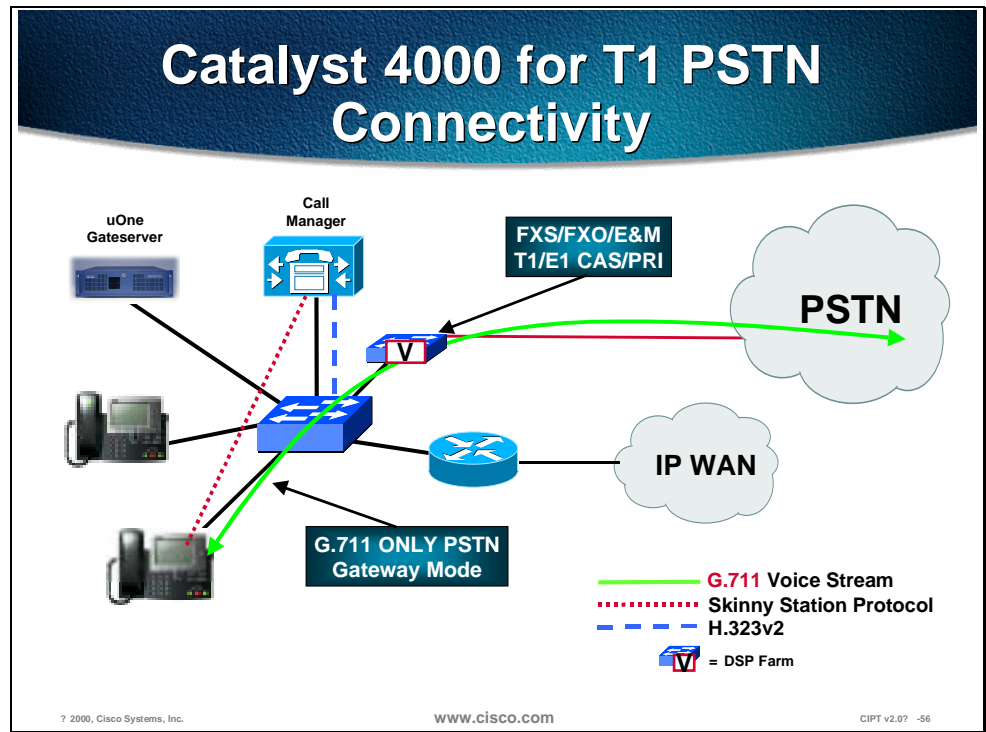 Catalyst 4000 for T1 PSTN
Connectivity
uOne
Gateserver
Call
Manager
FXS/FXO/E&M
T1/E1 CAS/PRI
PSTN
V
IP WAN
G.711 ONLY PSTN
Gateway Mode
G.711 Voice Stream
Skinny Station Protocol
H.323v2
V
= DSP Farm
? 2000, Cisco Systems, Inc.
www.cisco.com
CIPT v2.0? -56